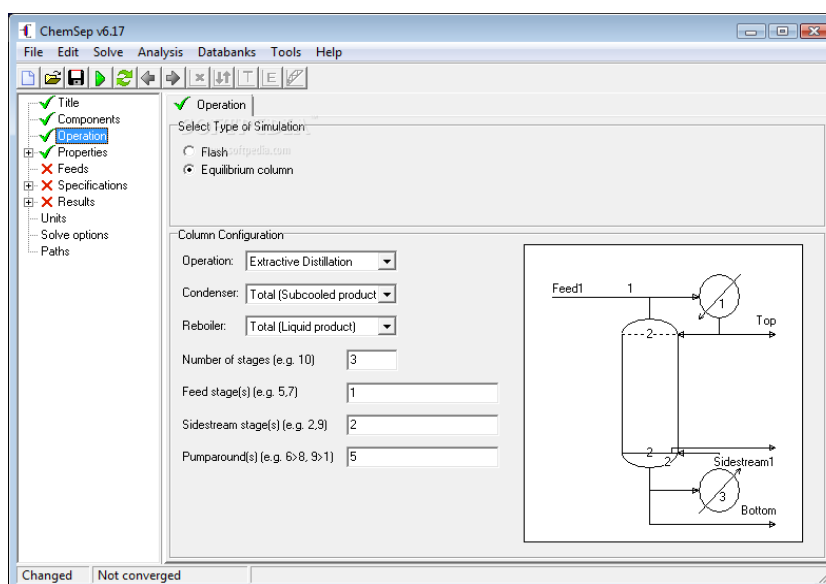 ChemSep v6.17
File Edit Solve Analysis Databanks Tools Help
T E
Title
Components
Operation
Properties
Feeds
Specifications
Results
Units
Solve options
Paths
Operation
Select Type of Simulation
Flash
Equilibrium column
Column Configuration
Operation: Extractive Distillation
Condenser: Total (Subcooled product
Reboiler: Total (Liquid product)
Number of stages (e.g. 10) 3
Feed stage(s) (e.g. 5,7) 1
Sidestream stage(s) (e.g. 2,9) 2
Pumparound(s) (e.g. 6>8, 9>1) 5
Feed1 1
1
Top
2
2
2
Sidestream1
3
Bottom
Changed Not converged